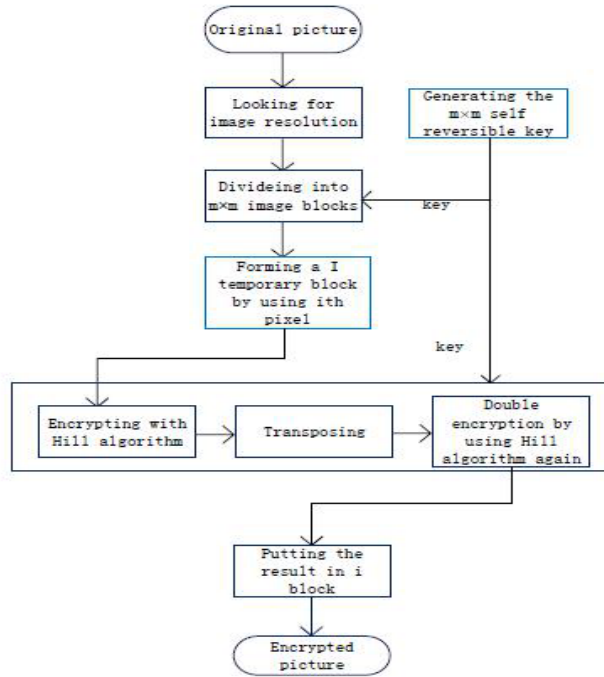 Original picture
Looking for
image resolution
Generating the
m×m self
reversible key
Divideing into
m×m image blocks
key
Forming a I
temporary block
by using ith
pixel
key
Encrypting with
Hill algorithm
Transposing
Double
encryption by
using Hill
algorithm again
Putting the
result in i
block
Encrypted
picture